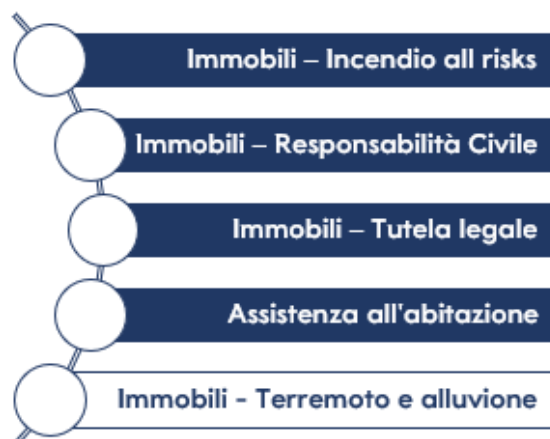 Immobili – Incendio all risks
Immobili – Responsabilità Civile
Immobili – Tutela legale
Assistenza all'abitazione
Immobili - Terremoto e alluvione